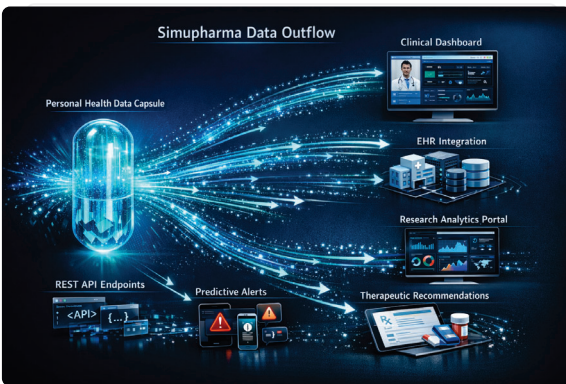 Simupharma Data Outflow
Clinical Dashboard
Personal Health Data Capsule
EHR Integration
Research Analytics Portal
REST API Endpoints
<API>
{...}
Predictive Alerts
Therapeutic Recommendations
Rx